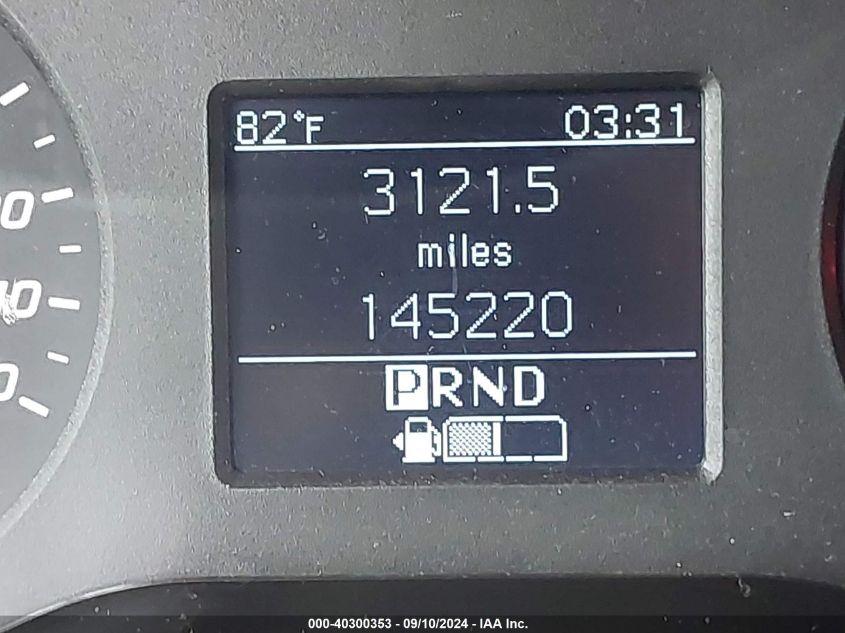 82°F 03:31
3121.5
miles
145220
PRND
000-40300353 - 09/10/2024 - IAA Inc.